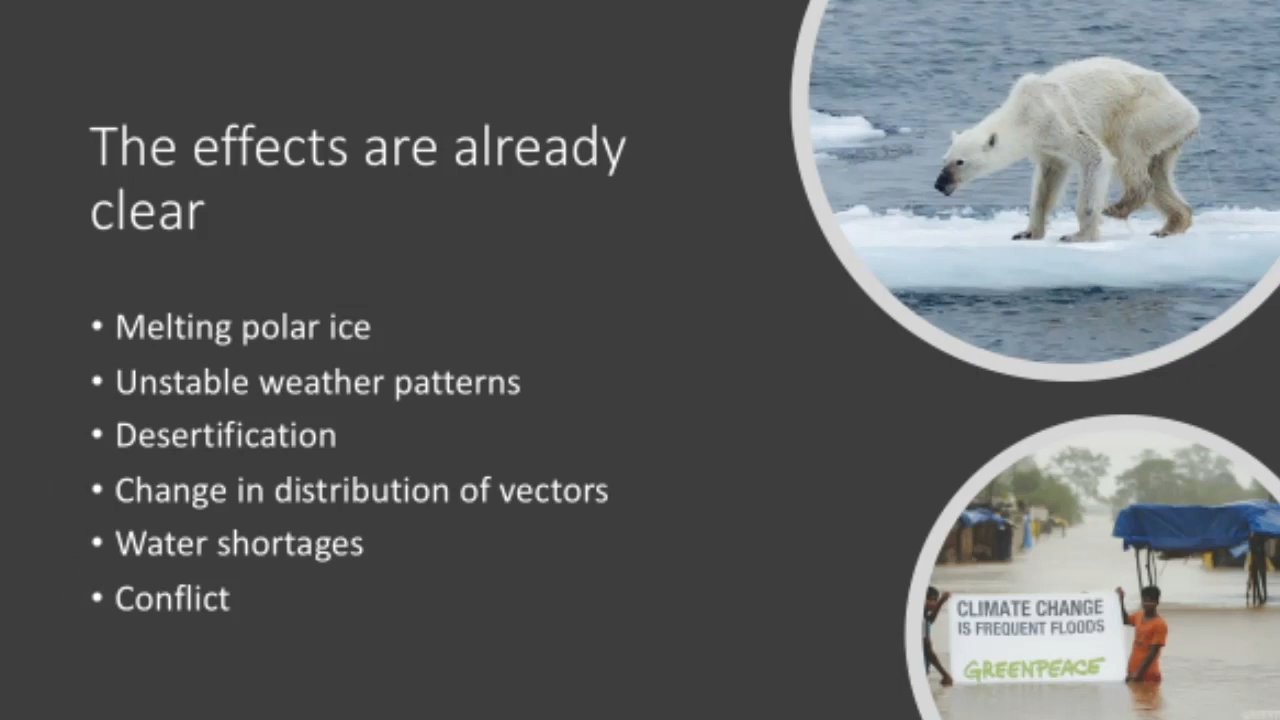 The effects are already
clear
• Melting polar ice
• Unstable weather patterns
• Desertification
• Change in distribution of vectors
• Water shortages
• Conflict
CLIMATE CHANGE
IS FREQUENT FLOODS
GREENPEACE